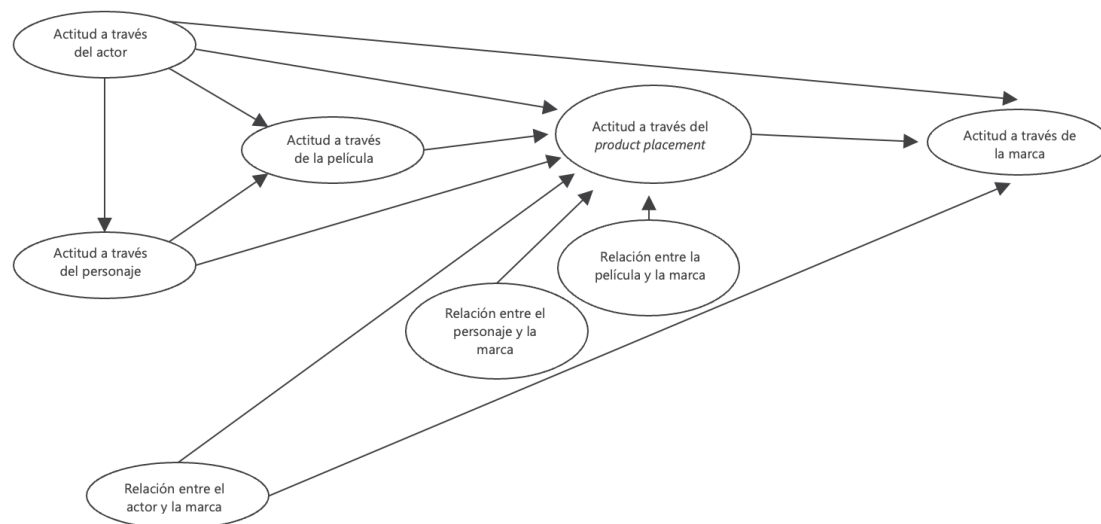 Actitud a través
del actor
Actitud a través
de la película
Actitud a través del
product placement
Actitud a través de
la marca
Actitud a través
del personaje
Relación entre la
película y la marca
Relación entre el
personaje y la
marca
Relación entre el
actor y la marca